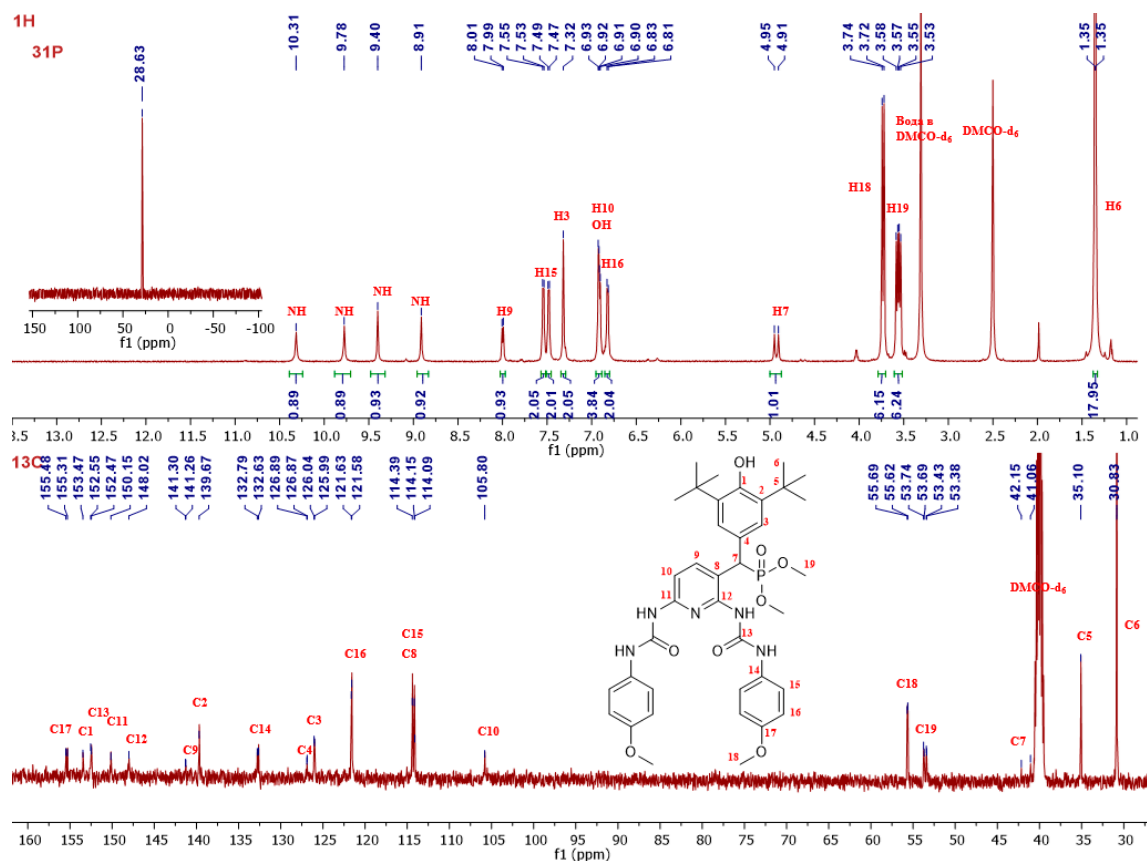 1H
31P
28.63
150 100 50 0 -50 -100
f1 (ppm)
10.31 9.78 9.40 8.91 8.01 7.99 7.55 7.53 7.49 7.47 7.32 6.93 6.92 6.91 6.90 6.83 6.81 4.95 4.91 3.74 3.72 3.58 3.57 3.55 3.53 1.35 1.35
NH NH NH NH H9 H15 H3 H10
OH
H16 H7 H18 H19
Вода в
DMCO-d6
DMCO-d6
H6
0.89 0.89 0.93 0.92 0.93 2.05 2.01 2.05 3.84 2.04 1.01 6.15 6.24 17.95
3.5 13.0 12.5 12.0 11.5 11.0 10.5 10.0 9.5 9.0 8.5 8.0 7.5 7.0 6.5 6.0 5.5 5.0 4.5 4.0 3.5 3.0 2.5 2.0 1.5 1.0 0.5
f1 (ppm)
13C
155.48 155.31 153.47 152.55 152.47 150.15 148.02 141.30 141.26 139.67 132.79 132.63 126.89 126.87 126.04 125.99 121.63 121.58 114.39 114.15 114.09 105.80 55.69 55.62 53.74 53.69 53.43 53.38 42.15 41.06 35.10 30.83
C17 C1 C13 C11 C12 C9 C2 C14 C4 C3 C16 C15
C8
C10 C18 C19 C7
DMCO-d6
C5 C6
OH
1 2 3 4 5 6 7
8 9 10 11 12
O
P O 19
O
NH N NH
13
NH O O NH
14 15
16
17
O O
18
160 155 150 145 140 135 130 125 120 115 110 105 100 95 90 85 80 75 70 65 60 55 50 45 40 35 30
f1 (ppm)